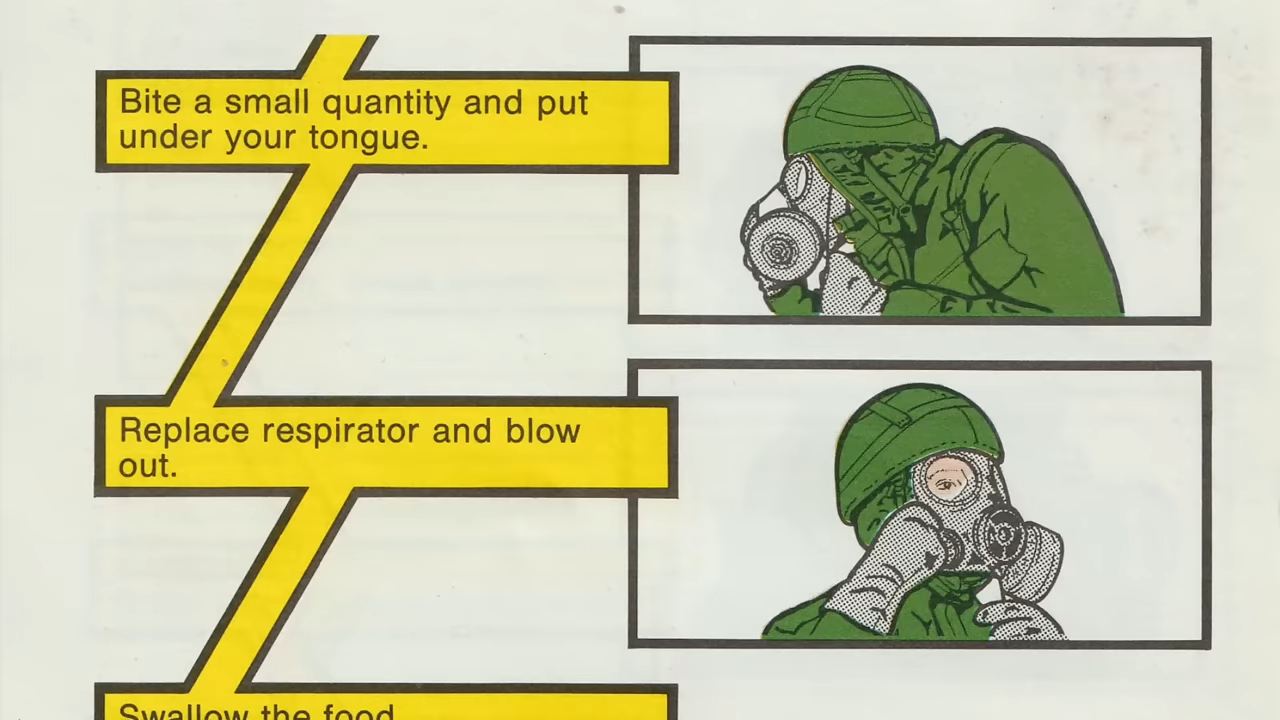 Bite a small quantity and put
under your tongue.
Replace respirator and blow
out.
Swallow the food